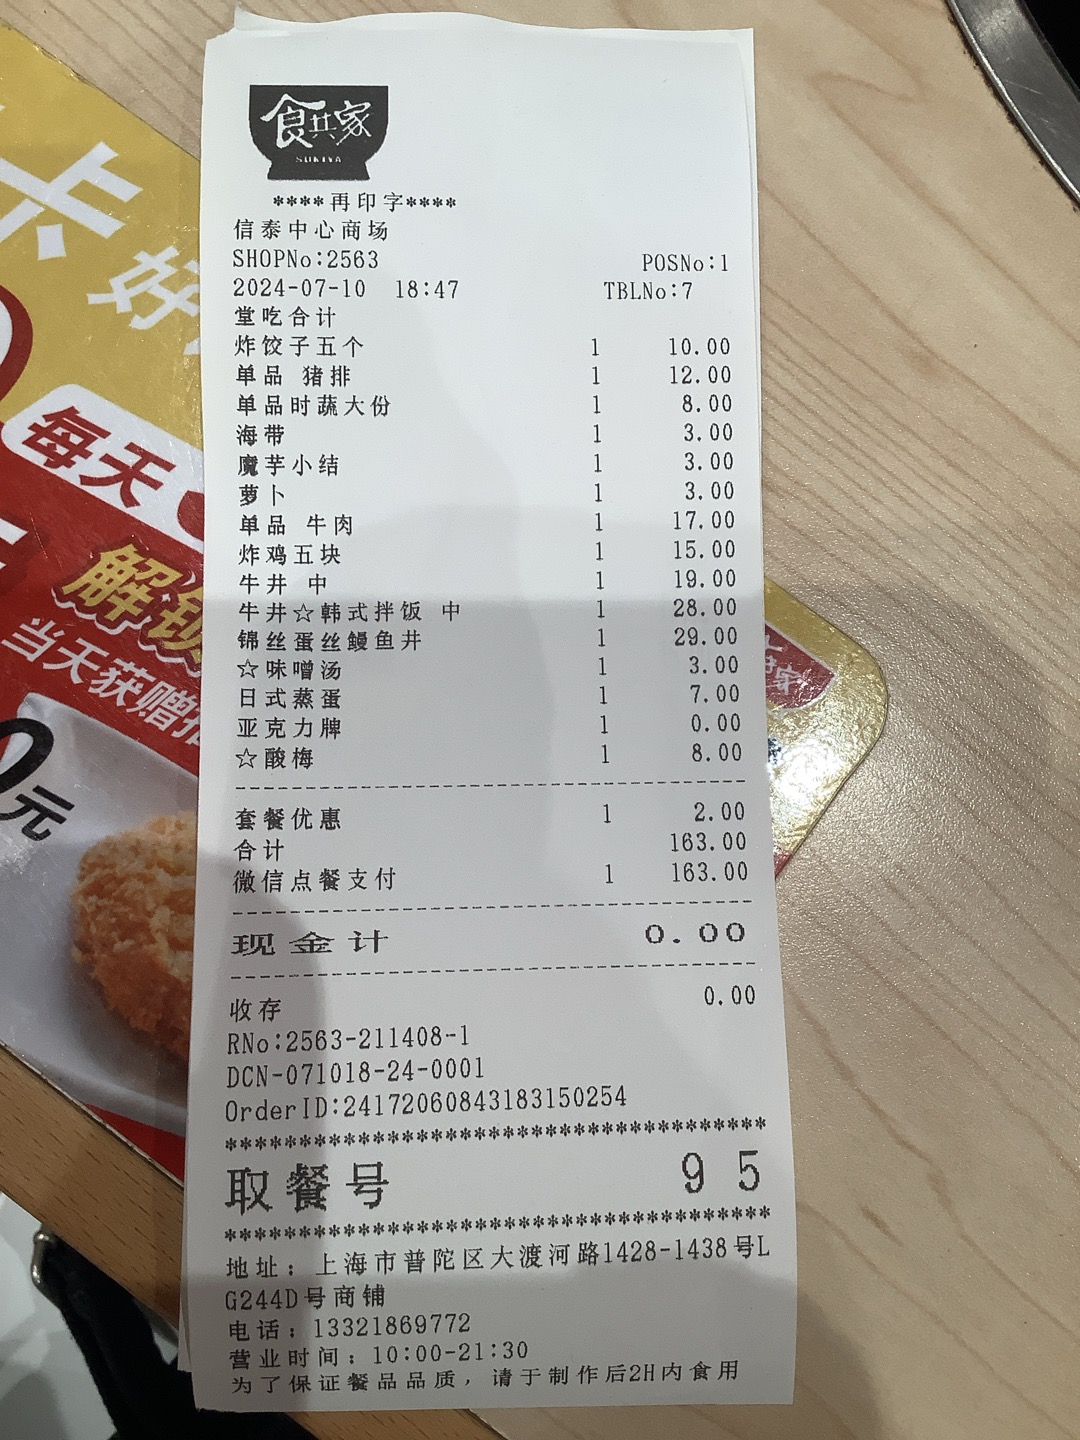 食其家
SUKIYA
****再印字****
信泰中心商场
SHOPNo:2563 POSNo:1
2024-07-10 18:47 TBLNo:7
堂吃合计
炸饺子五个 1 10.00
单品 猪排 1 12.00
单品时蔬大份 1 8.00
海带 1 3.00
魔芋小结 1 3.00
萝卜 1 3.00
单品 牛肉 1 17.00
炸鸡五块 1 15.00
牛井 中 1 19.00
牛井☆韩式拌饭 中 1 28.00
锦丝蛋丝鳗鱼井 1 29.00
☆味噌汤 1 3.00
日式蒸蛋 1 7.00
亚克力牌 1 0.00
☆酸梅 1 8.00
套餐优惠 1 2.00
合计 163.00
微信点餐支付 1 163.00
现金计 0.00
收存 0.00
RNo:2563-211408-1
DCN-071018-24-0001
OrderID:24172060843183150254
取餐号 95
地址：上海市普陀区大渡河路1428-1438号L
G244D号商铺
电话：13321869772
营业时间：10:00-21:30
为了保证餐品品质，请于制作后2H内食用
卡
好
每天
解锁
当天获赠
0元